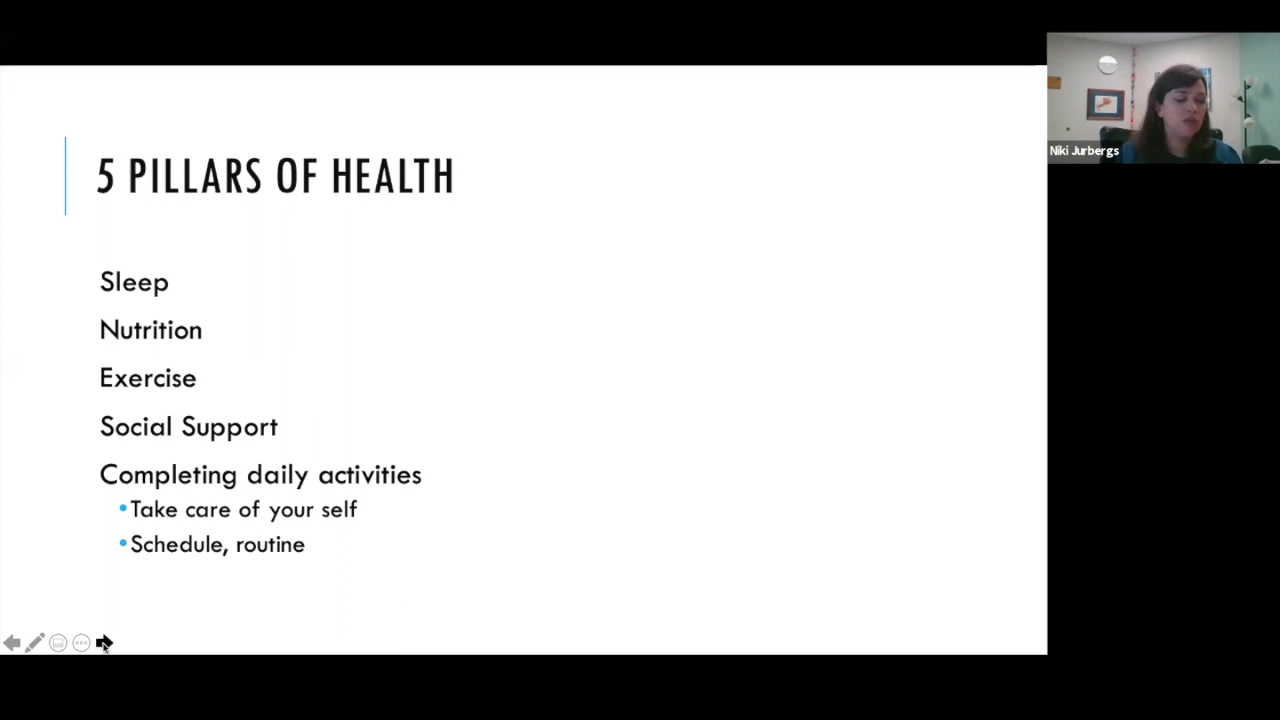 5 PILLARS OF HEALTH
Sleep
Nutrition
Exercise
Social Support
Completing daily activities
•Take care of your self
•Schedule, routine
Niki Jurbergs